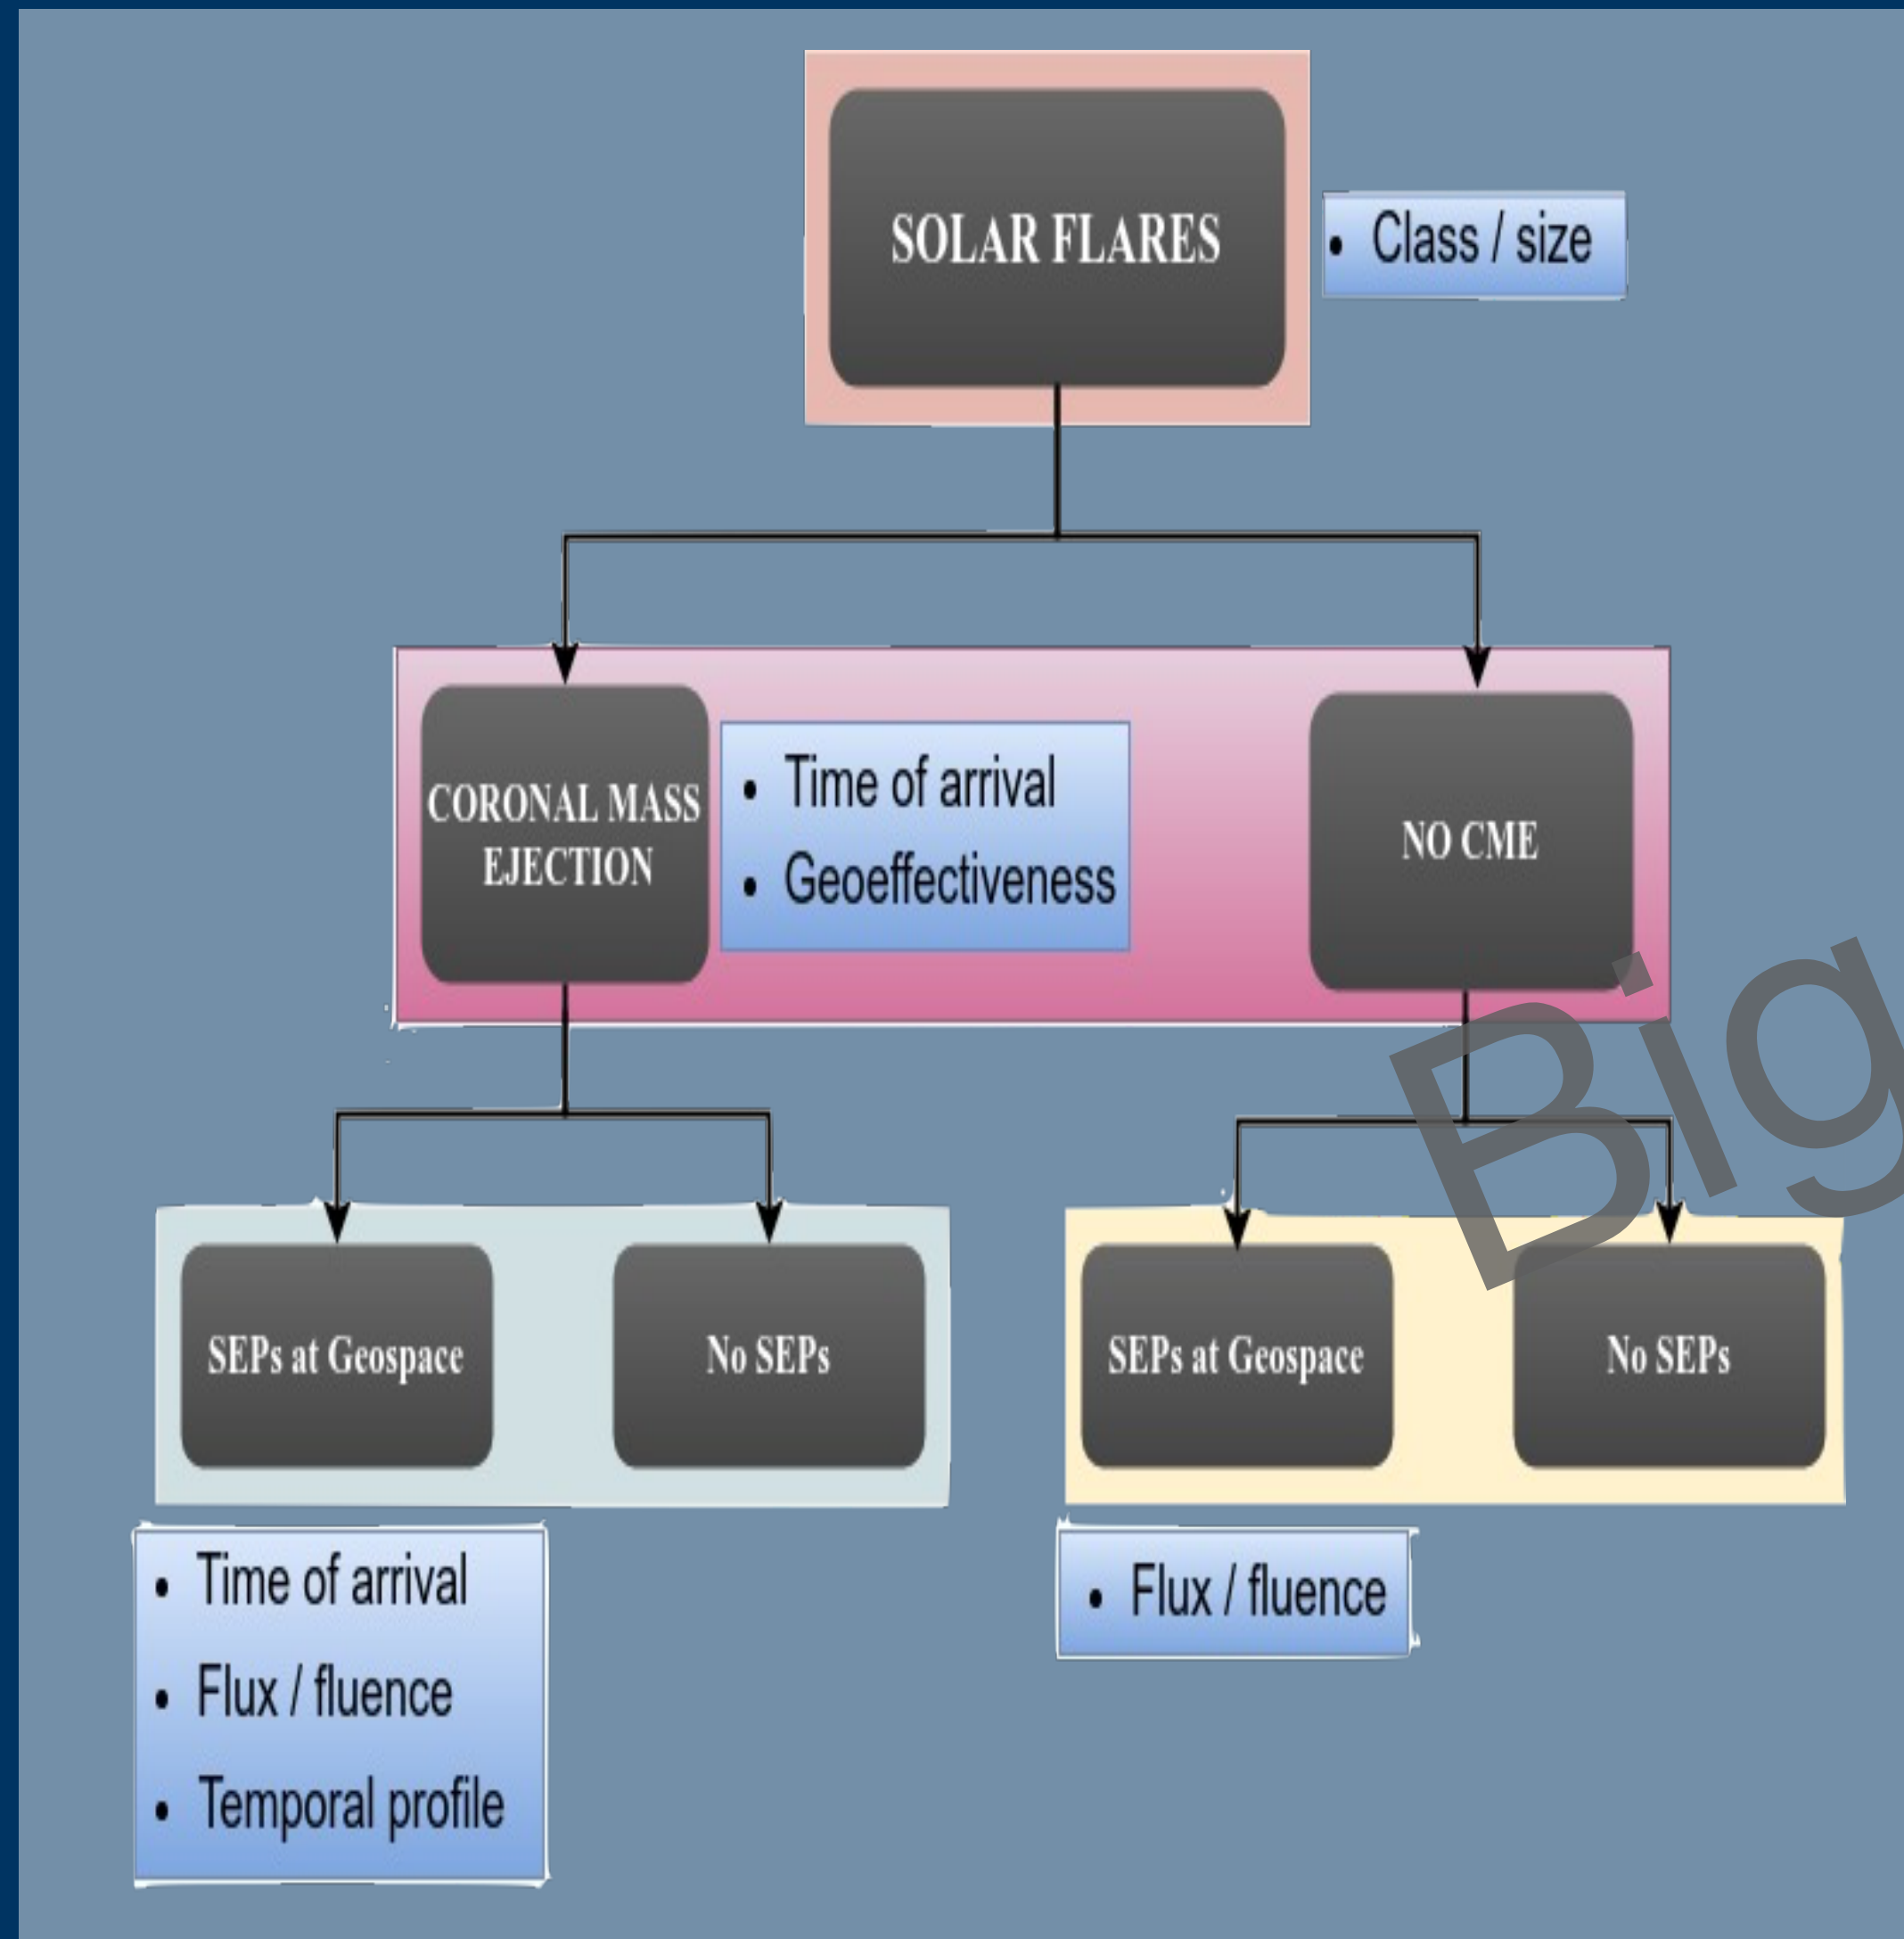 SOLAR FLARES
• Class / size
CORONAL MASS
EJECTION
• Time of arrival
• Geoeffectiveness
NO CME
Big
SEPs at Geospace
No SEPs
SEPs at Geospace
No SEPs
• Time of arrival
• Flux / fluence
• Temporal profile
• Flux / fluence